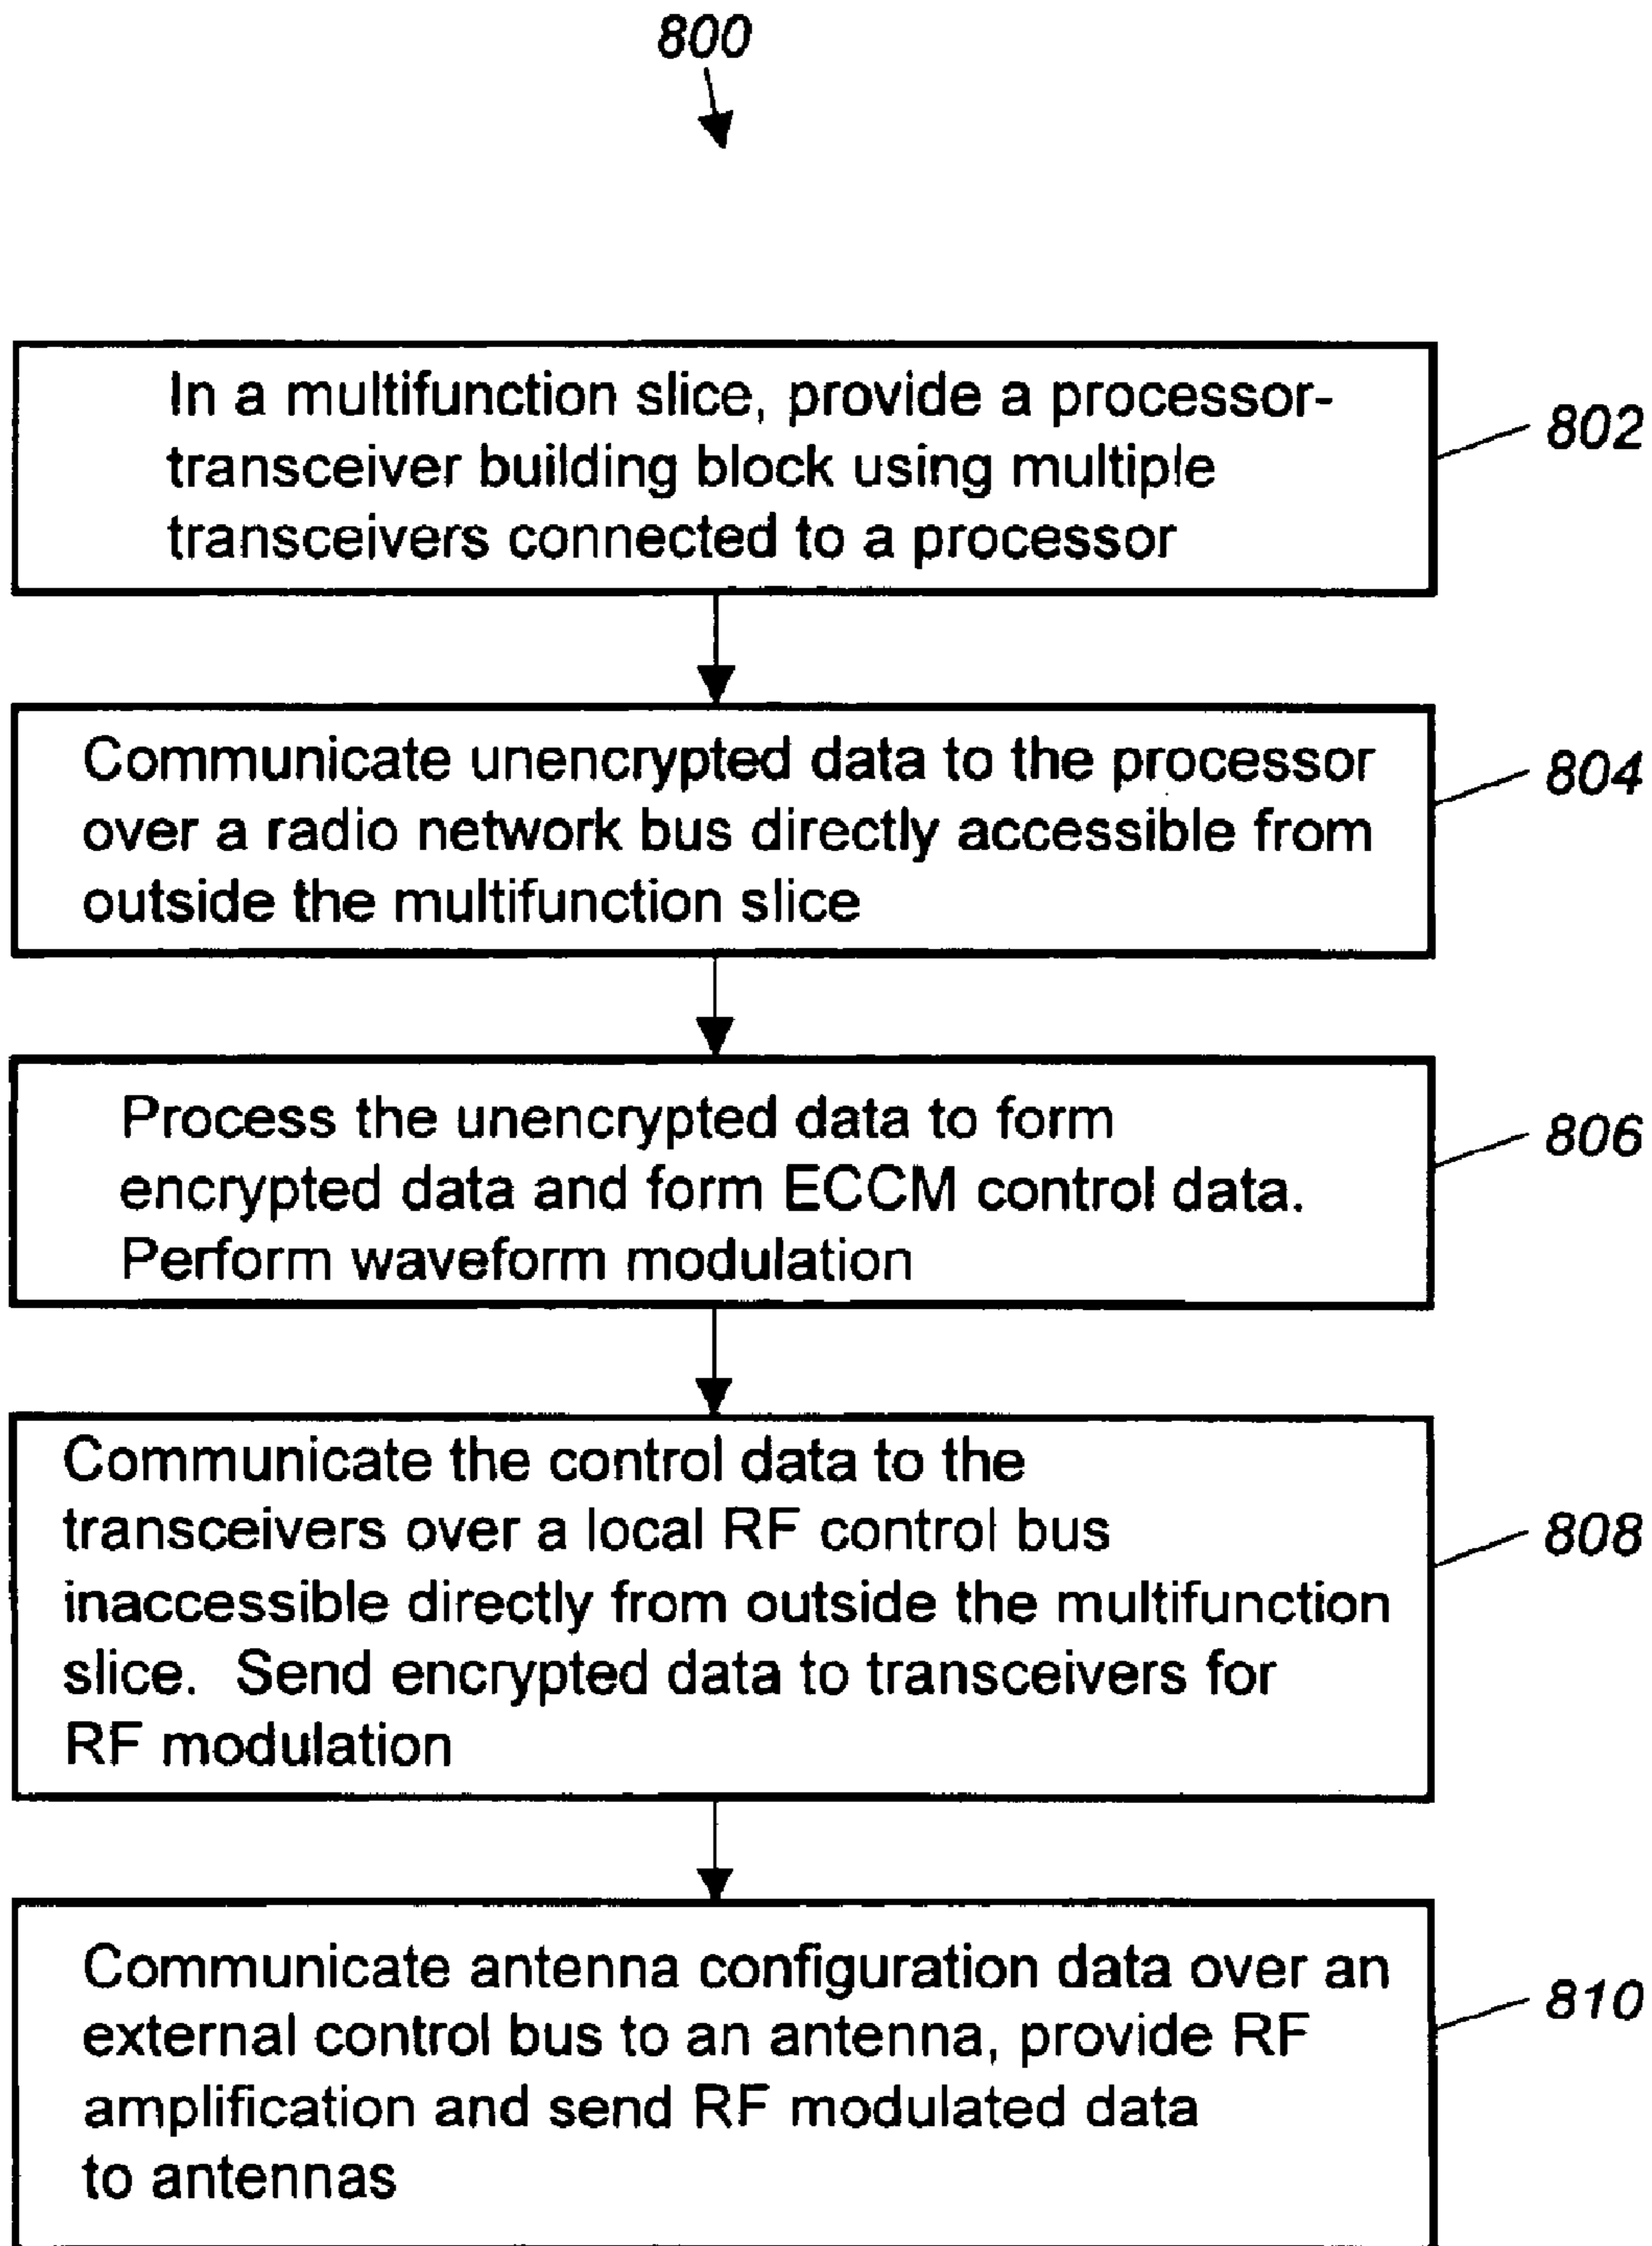 800
In a multifunction slice, provide a processor-
transceiver building block using multiple
transceivers connected to a processor
802
Communicate unencrypted data to the processor
over a radio network bus directly accessible from
outside the multifunction slice
804
Process the unencrypted data to form
encrypted data and form ECCM control data.
Perform waveform modulation
806
Communicate the control data to the
transceivers over a local RF control bus
inaccessible directly from outside the multifunction
slice. Send encrypted data to transceivers for
RF modulation
808
Communicate antenna configuration data over an
external control bus to an antenna, provide RF
amplification and send RF modulated data
to antennas
810